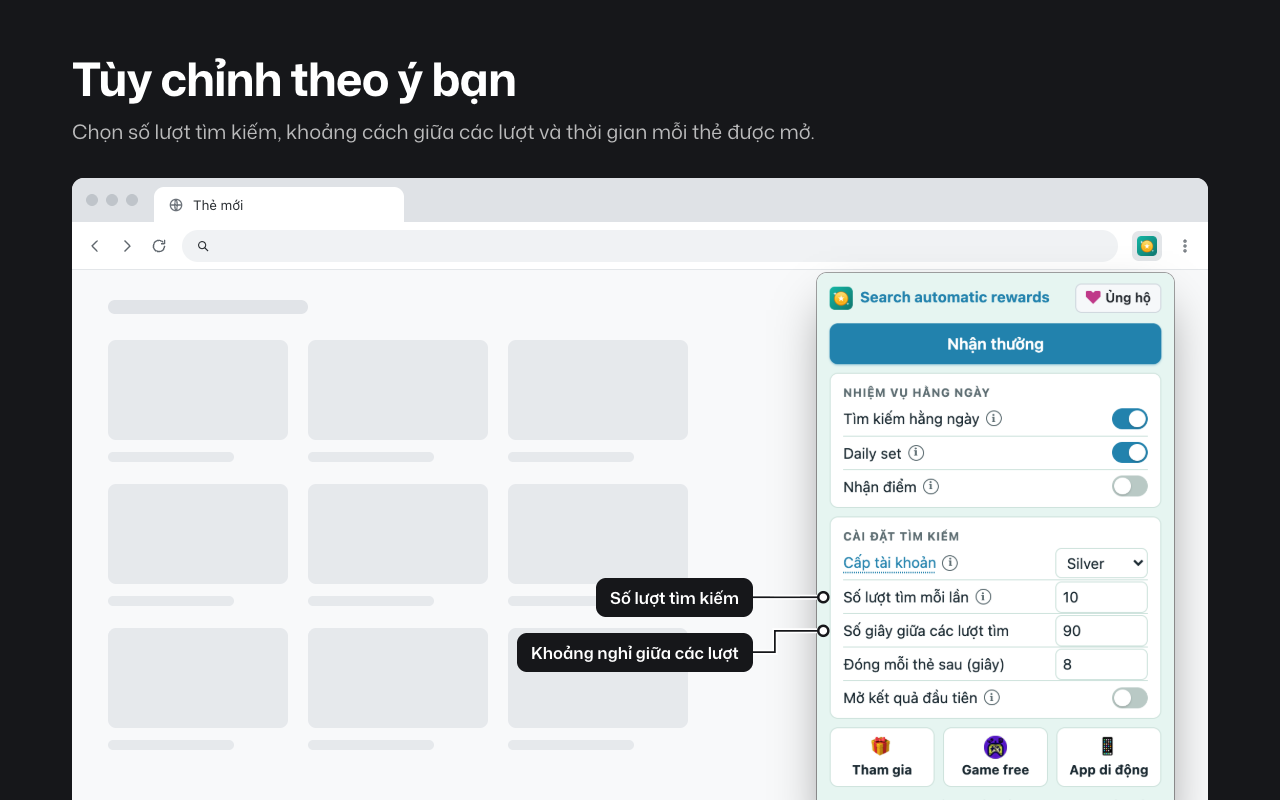 Tùy chỉnh theo ý bạn
Chọn số lượt tìm kiếm, khoảng cách giữa các lượt và thời gian mỗi thẻ được mở.
Thẻ mới
Search automatic rewards
Ủng hộ
Nhận thưởng
NHIỆM VỤ HẰNG NGÀY
Tìm kiếm hằng ngày
Daily set
Nhận điểm
CÀI ĐẶT TÌM KIẾM
Cấp tài khoản
Silver
Số lượt tìm kiếm
Số lượt tìm mỗi lần
10
Số giây giữa các lượt tìm
90
Khoảng nghỉ giữa các lượt
Đóng mỗi thẻ sau (giây)
8
Mở kết quả đầu tiên
Tham gia
Game free
App di động